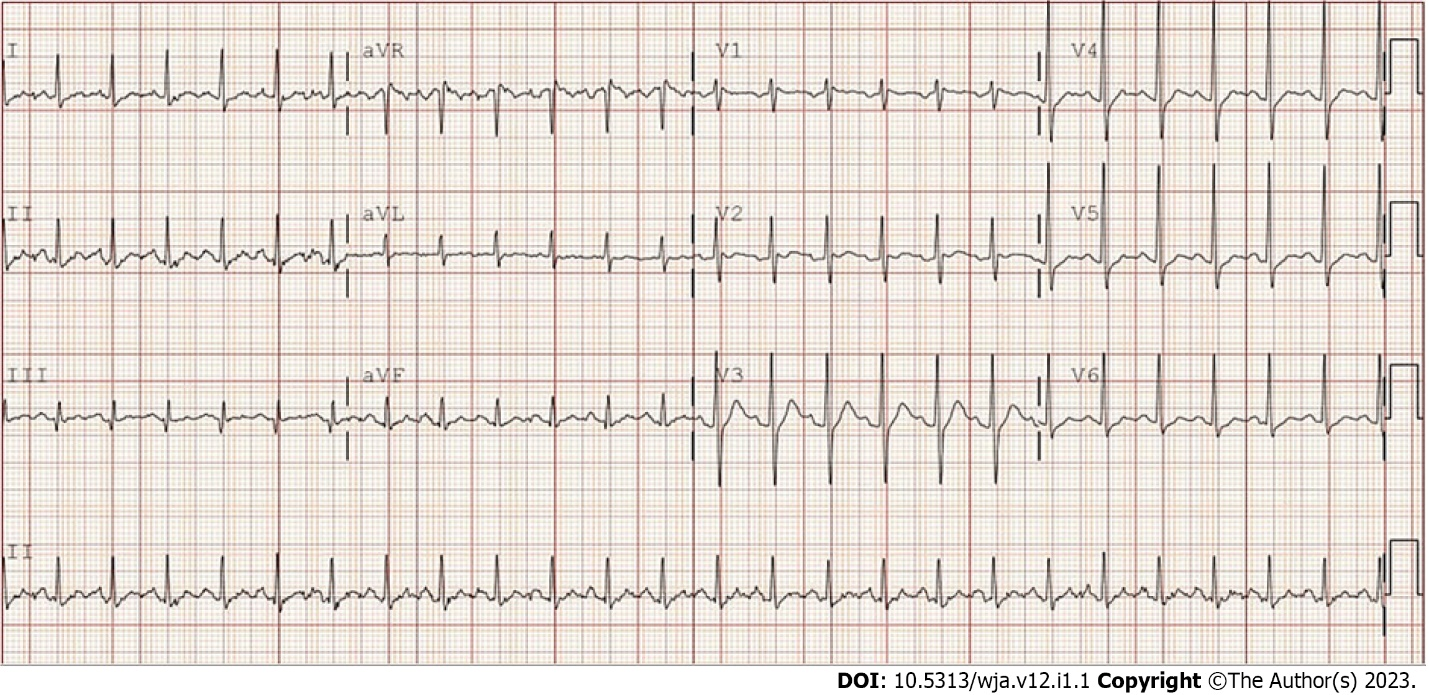 I aVR V1 V4
II aVL V2 V5
III aVF V3 V6
II
DOI: 10.5313/wja.v12.i1.1 Copyright ©The Author(s) 2023.